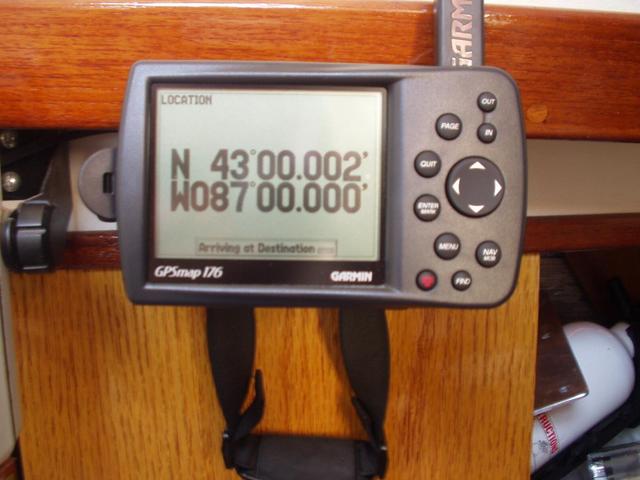 GARMIN
LOCATION
N 43°00.002'
W087°00.000'
Arriving at Destination
GPSmap 176
GARMIN
OUT
PAGE
IN
QUIT
ENTER
MENU
NAV
MOB
FIND